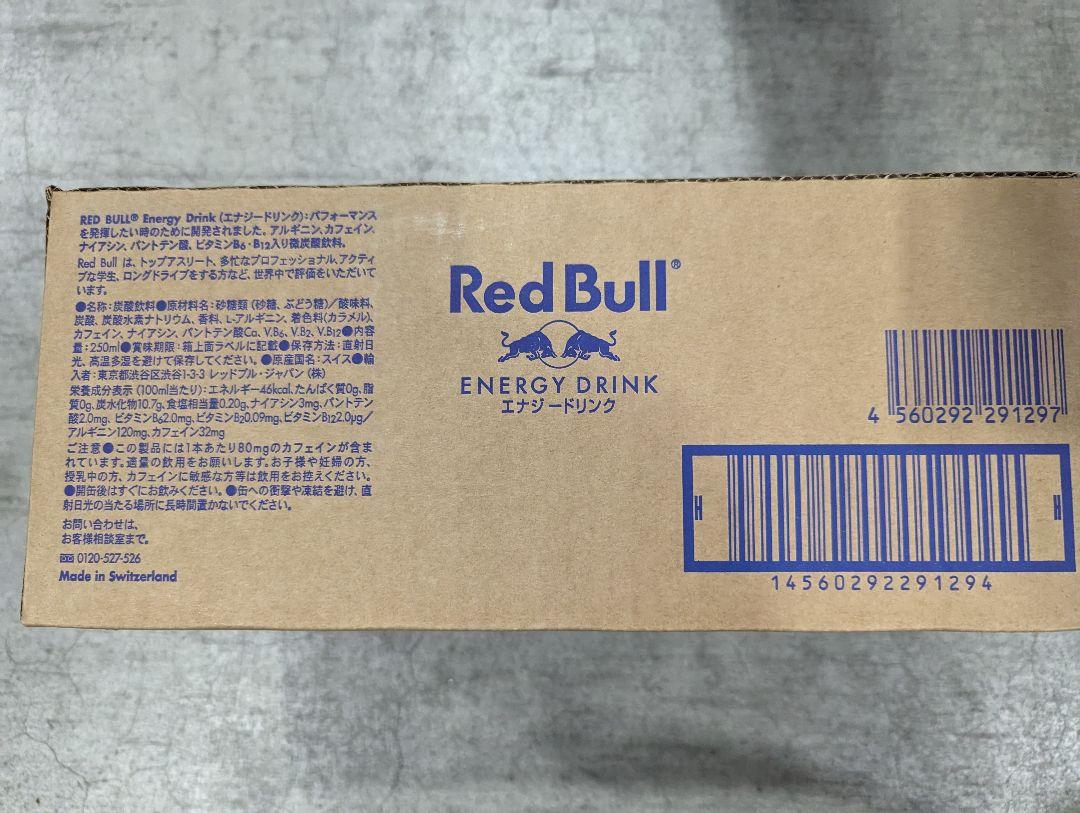 RED BULL® Energy Drink (エナジードリンク):パフォーマンス
を発揮したい時のために開発されました。アルギニン、カフェイン、
ナイアシン、パントテン酸、ビタミンB6・B12入り微炭酸飲料。
Red Bull は、トップアスリート、多忙なプロフェッショナル、アクティ
ブな学生、ロングドライブをする方など、世界中で評価をいただいて
います。
●名称:炭酸飲料●原材料名:砂糖類(砂糖、ぶどう糖)/酸味料、
炭酸、炭酸水素ナトリウム、香料、L-アルギニン、着色料(カラメル)、
カフェイン、ナイアシン、パントテン酸Ca、V.B6、V.B2、V.B12●内容
量:250ml●賞味期限:箱上面ラベルに記載●保存方法:直射日
光、高温多湿を避けて保存してください。●原産国名:スイス●輸
入者:東京都渋谷区渋谷1-3-3 レッドブル・ジャパン(株)
栄養成分表示(100ml当たり):エネルギー46kcal、たんぱく質0g、脂
質0g、炭水化物10.7g、食塩相当量0.20g、ナイアシン3mg、パントテン
酸2.0mg、ビタミンB62.0mg、ビタミンB20.09mg、ビタミンB122.0μg/
アルギニン120mg、カフェイン32mg
ご注意●この製品には1本あたり80mgのカフェインが含ま
れています。適量の飲用をお願いします。お子様や妊婦の方、
授乳中の方、カフェインに敏感な方等は飲用をお控えください。
●開缶後はすぐにお飲みください。●缶への衝撃や凍結を避け、直
射日光の当たる場所に長時間置かないでください。
お問い合わせは、
お客様相談室まで。
0120-527-526
Made in Switzerland
Red Bull®
ENERGY DRINK
エナジードリンク
4 560292 291297
H H
14560292291294